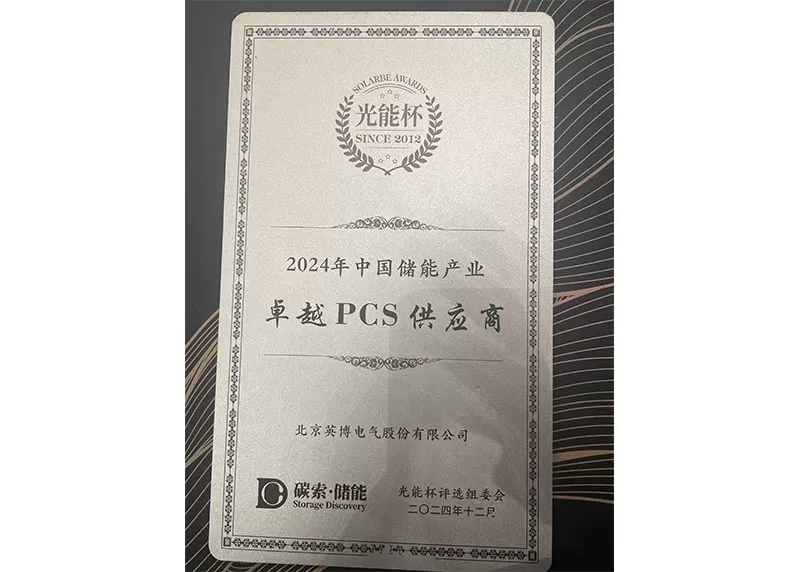 SOLARBE AWARDS
光能杯
SINCE 2012
2024年中国储能产业
卓越PCS供应商
北京英博电气股份有限公司
碳索·储能
Storage Discovery
光能杯评选组委会
二〇二四年十二月